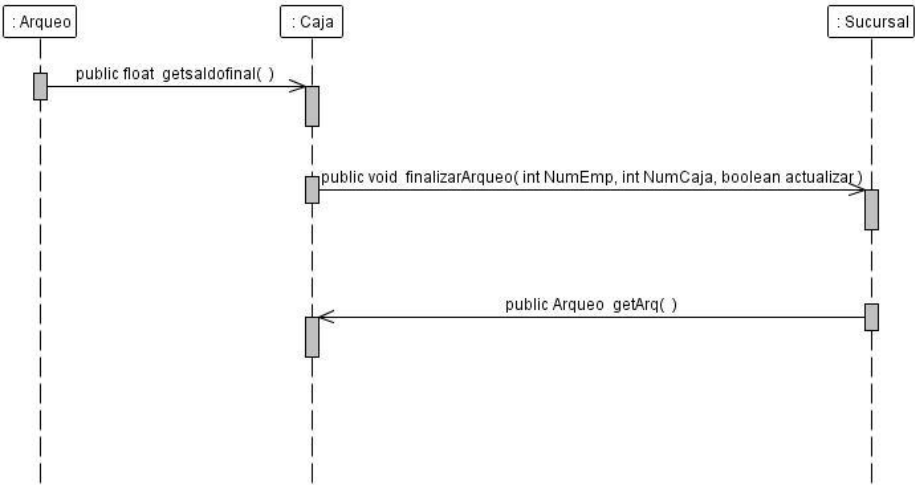 : Arqueo
: Caja
: Sucursal
public float getsaldofinal( )
public void finalizarArqueo( int NumEmp, int NumCaja, boolean actualizar )
public Arqueo getArq( )